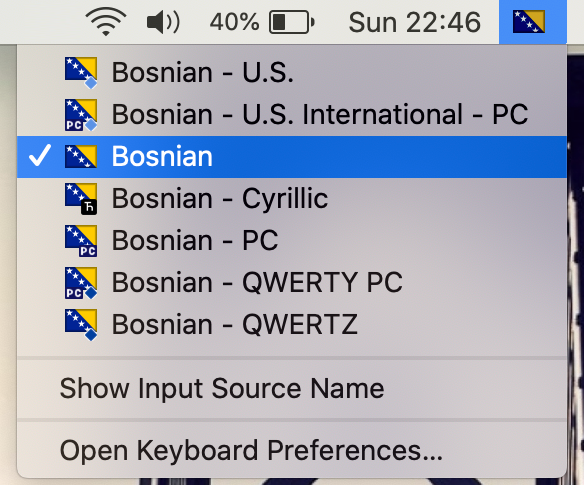 40% Sun 22:46
Bosnian - U.S.
PC Bosnian - U.S. International - PC
Bosnian
Ћ Bosnian - Cyrillic
PC Bosnian - PC
PC Bosnian - QWERTY PC
Bosnian - QWERTZ
Show Input Source Name
Open Keyboard Preferences...